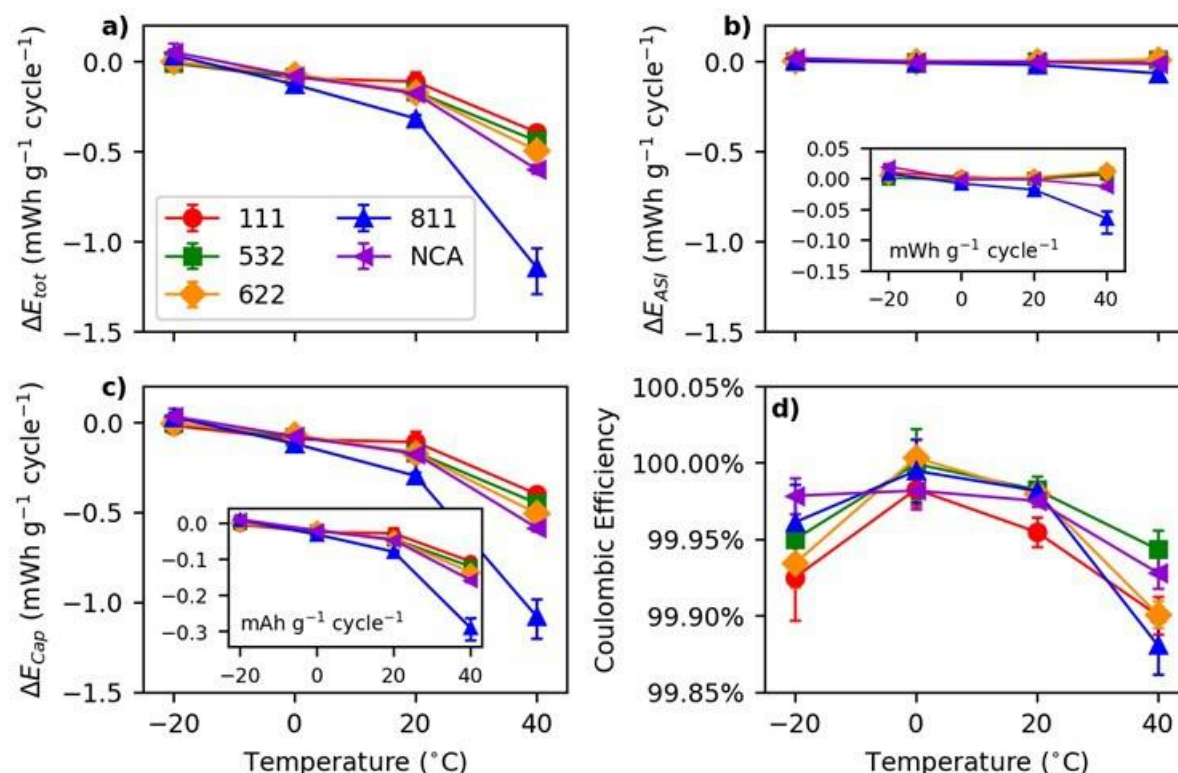 a)
ΔE_tot (mWh g⁻¹ cycle⁻¹)
0.0
−0.5
−1.0
−1.5
111
532
622
811
NCA
b)
ΔE_ASI (mWh g⁻¹ cycle⁻¹)
0.0
−0.5
−1.0
−1.5
0.05
0.00
−0.05
−0.10
−0.15
mWh g⁻¹ cycle⁻¹
−20 0 20 40
c)
ΔE_Cap (mWh g⁻¹ cycle⁻¹)
0.0
−0.5
−1.0
−1.5
0.0
−0.1
−0.2
−0.3
mAh g⁻¹ cycle⁻¹
−20 0 20 40
−20 0 20 40
Temperature (°C)
d)
Coulombic Efficiency
100.05%
100.00%
99.95%
99.90%
99.85%
−20 0 20 40
Temperature (°C)